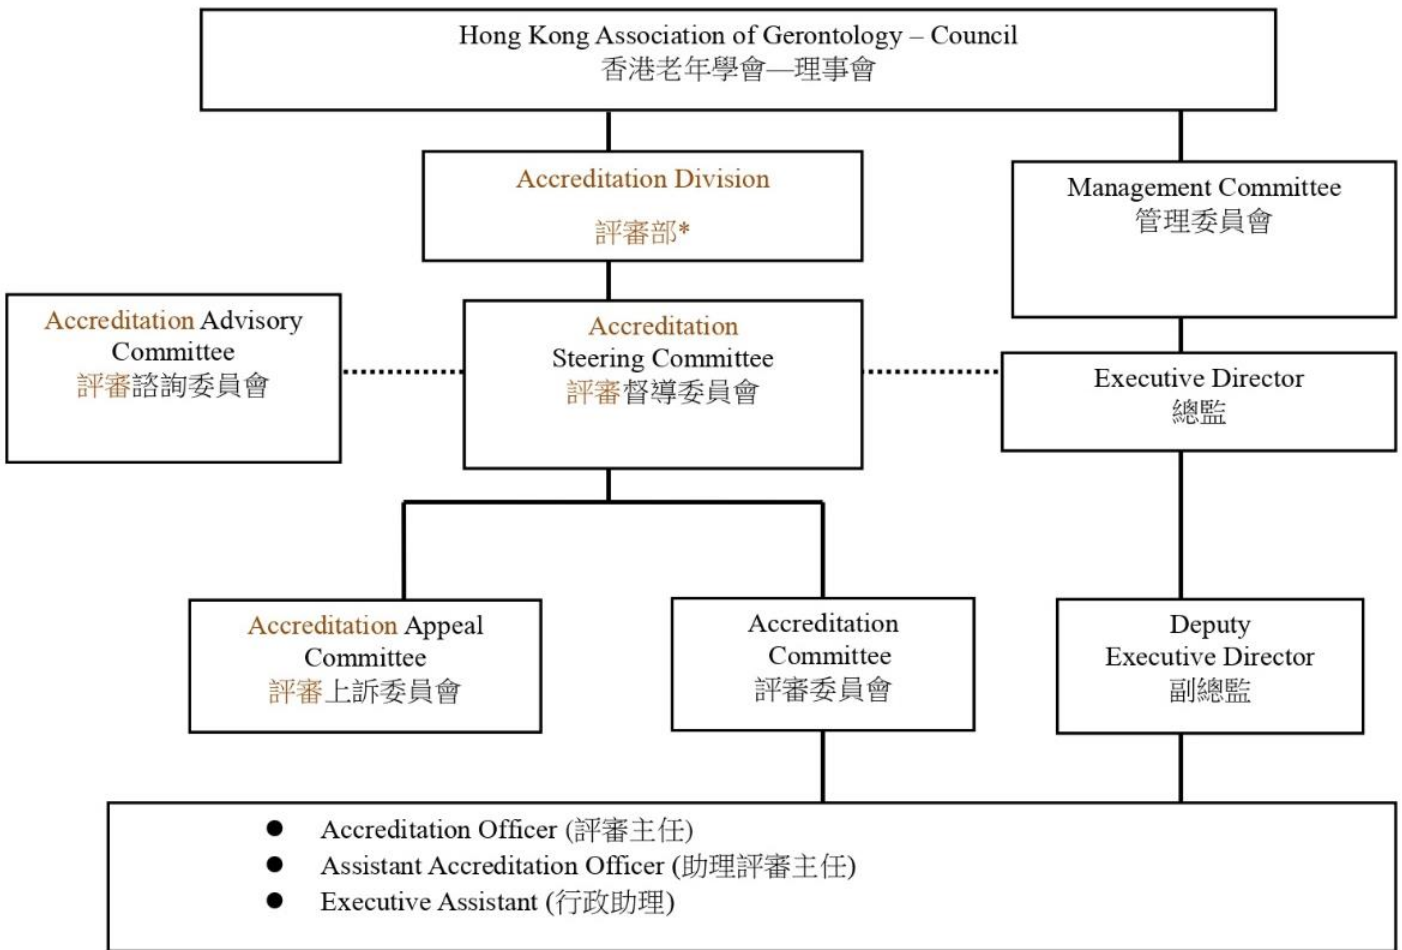 Hong Kong Association of Gerontology – Council
香港老年學會—理事會
Accreditation Division
評審部*
Management Committee
管理委員會
Accreditation Advisory
Committee
評審諮詢委員會
Accreditation
Steering Committee
評審督導委員會
Executive Director
總監
Accreditation Appeal
Committee
評審上訴委員會
Accreditation
Committee
評審委員會
Deputy
Executive Director
副總監
● Accreditation Officer (評審主任)
● Assistant Accreditation Officer (助理評審主任)
● Executive Assistant (行政助理)